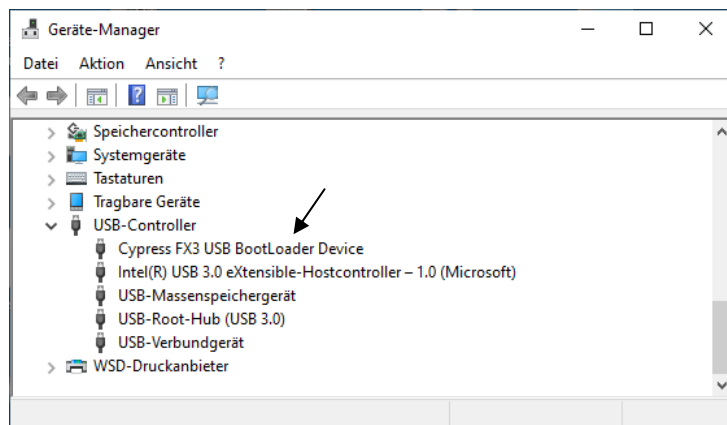 Geräte-Manager
Datei Aktion Ansicht ?
Speichercontroller
Systemgeräte
Tastaturen
Tragbare Geräte
USB-Controller
Cypress FX3 USB BootLoader Device
Intel(R) USB 3.0 eXtensible-Hostcontroller – 1.0 (Microsoft)
USB-Massenspeichergerät
USB-Root-Hub (USB 3.0)
USB-Verbundgerät
WSD-Druckanbieter